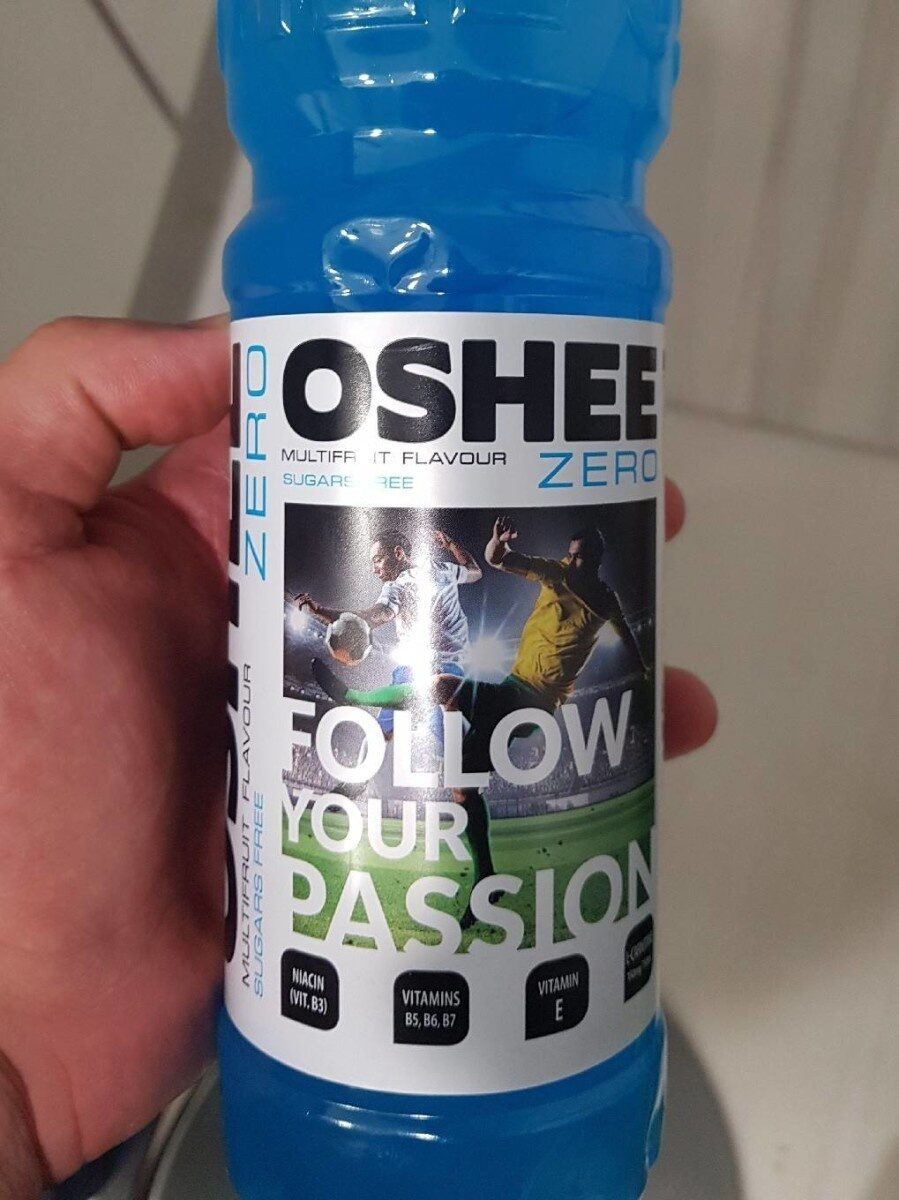 OSHEE
MULTIFRUIT FLAVOUR
SUGARS FREE
ZERO
FOLLOW
YOUR
PASSION
NIACIN
(VIT. B3)
VITAMINS
B5, B6, B7
VITAMIN
E
ZERO
MULTIFRUIT FLAVOUR
SUGARS FREE